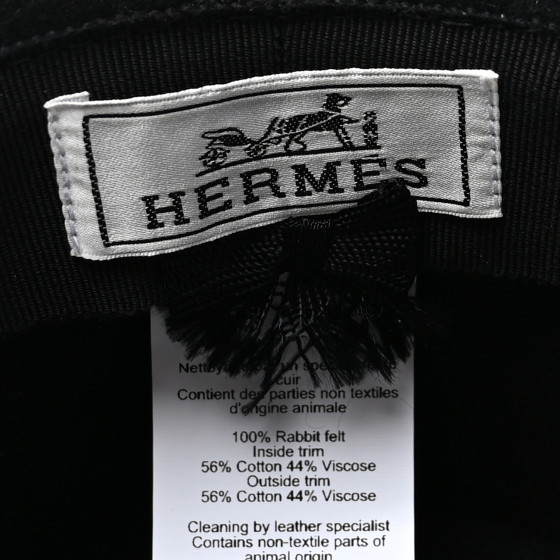 HERMES
cuir
Contient des parties non textiles
d'origine animale
100% Rabbit felt
Inside trim
56% Cotton 44% Viscose
Outside trim
56% Cotton 44% Viscose
Cleaning by leather specialist
Contains non-textile parts of
animal origin